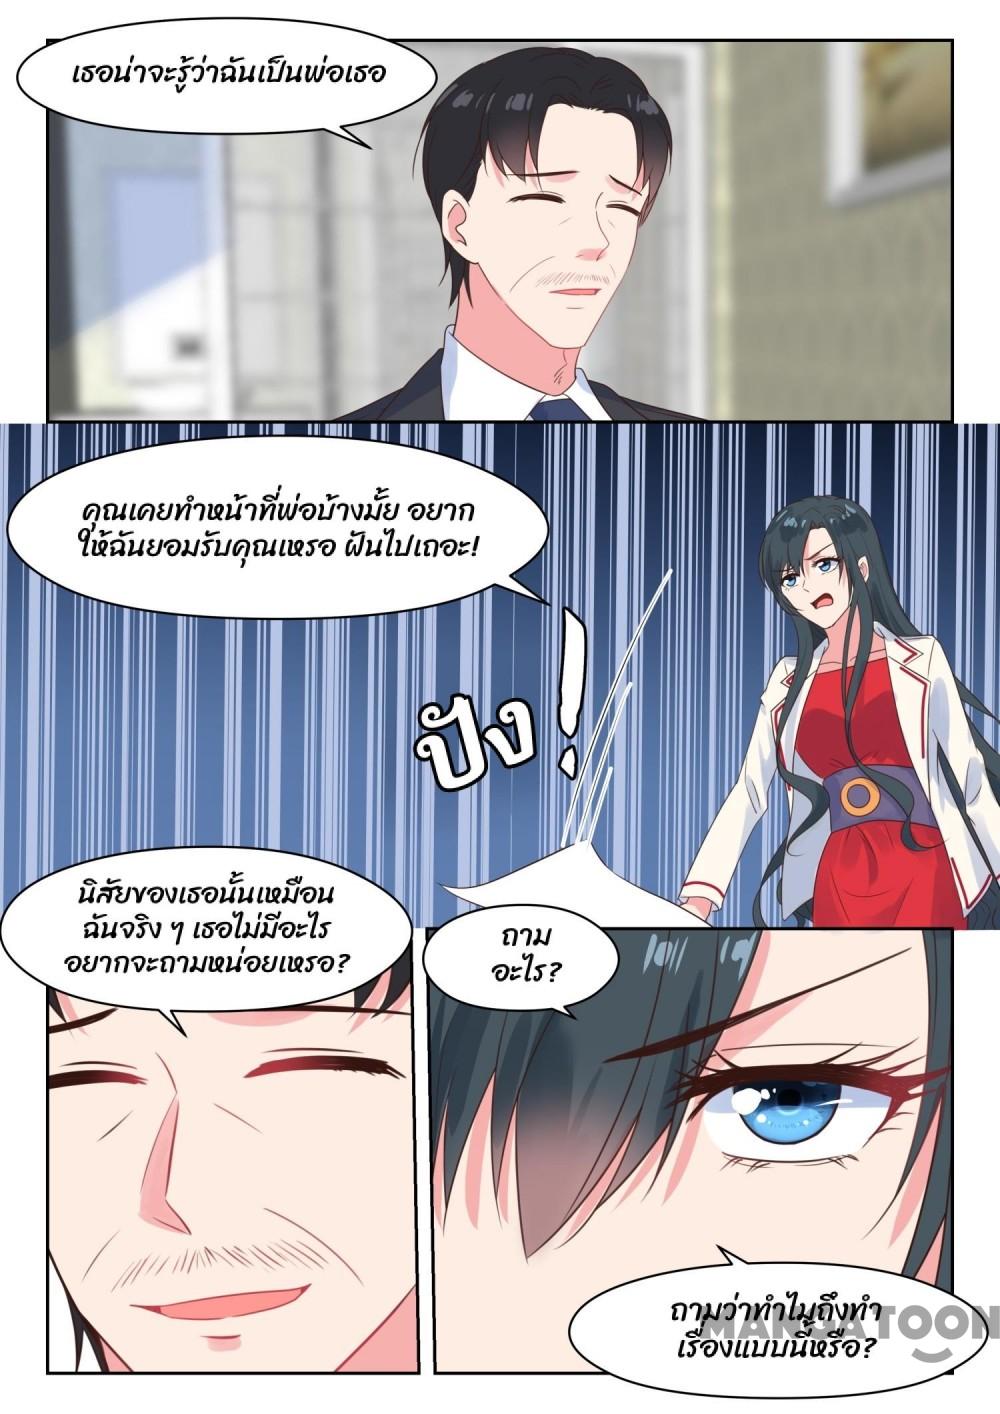 เธอน่าจะรู้ว่าฉันเป็นพ่อเธอ
คุณเคยทำหน้าที่พ่อบ้างมั้ย อยาก
ให้ฉันยอมรับคุณเหรอ ฝันไปเถอะ!
ปัง!
นิสัยของเธอนั้นเหมือน
ฉันจริง ๆ เธอไม่มีอะไร
อยากจะถามหน่อยเหรอ?
ถาม
อะไร?
ถามว่าทำไมถึงทำ
เรื่องแบบนี้หรือ?
MANGATOON